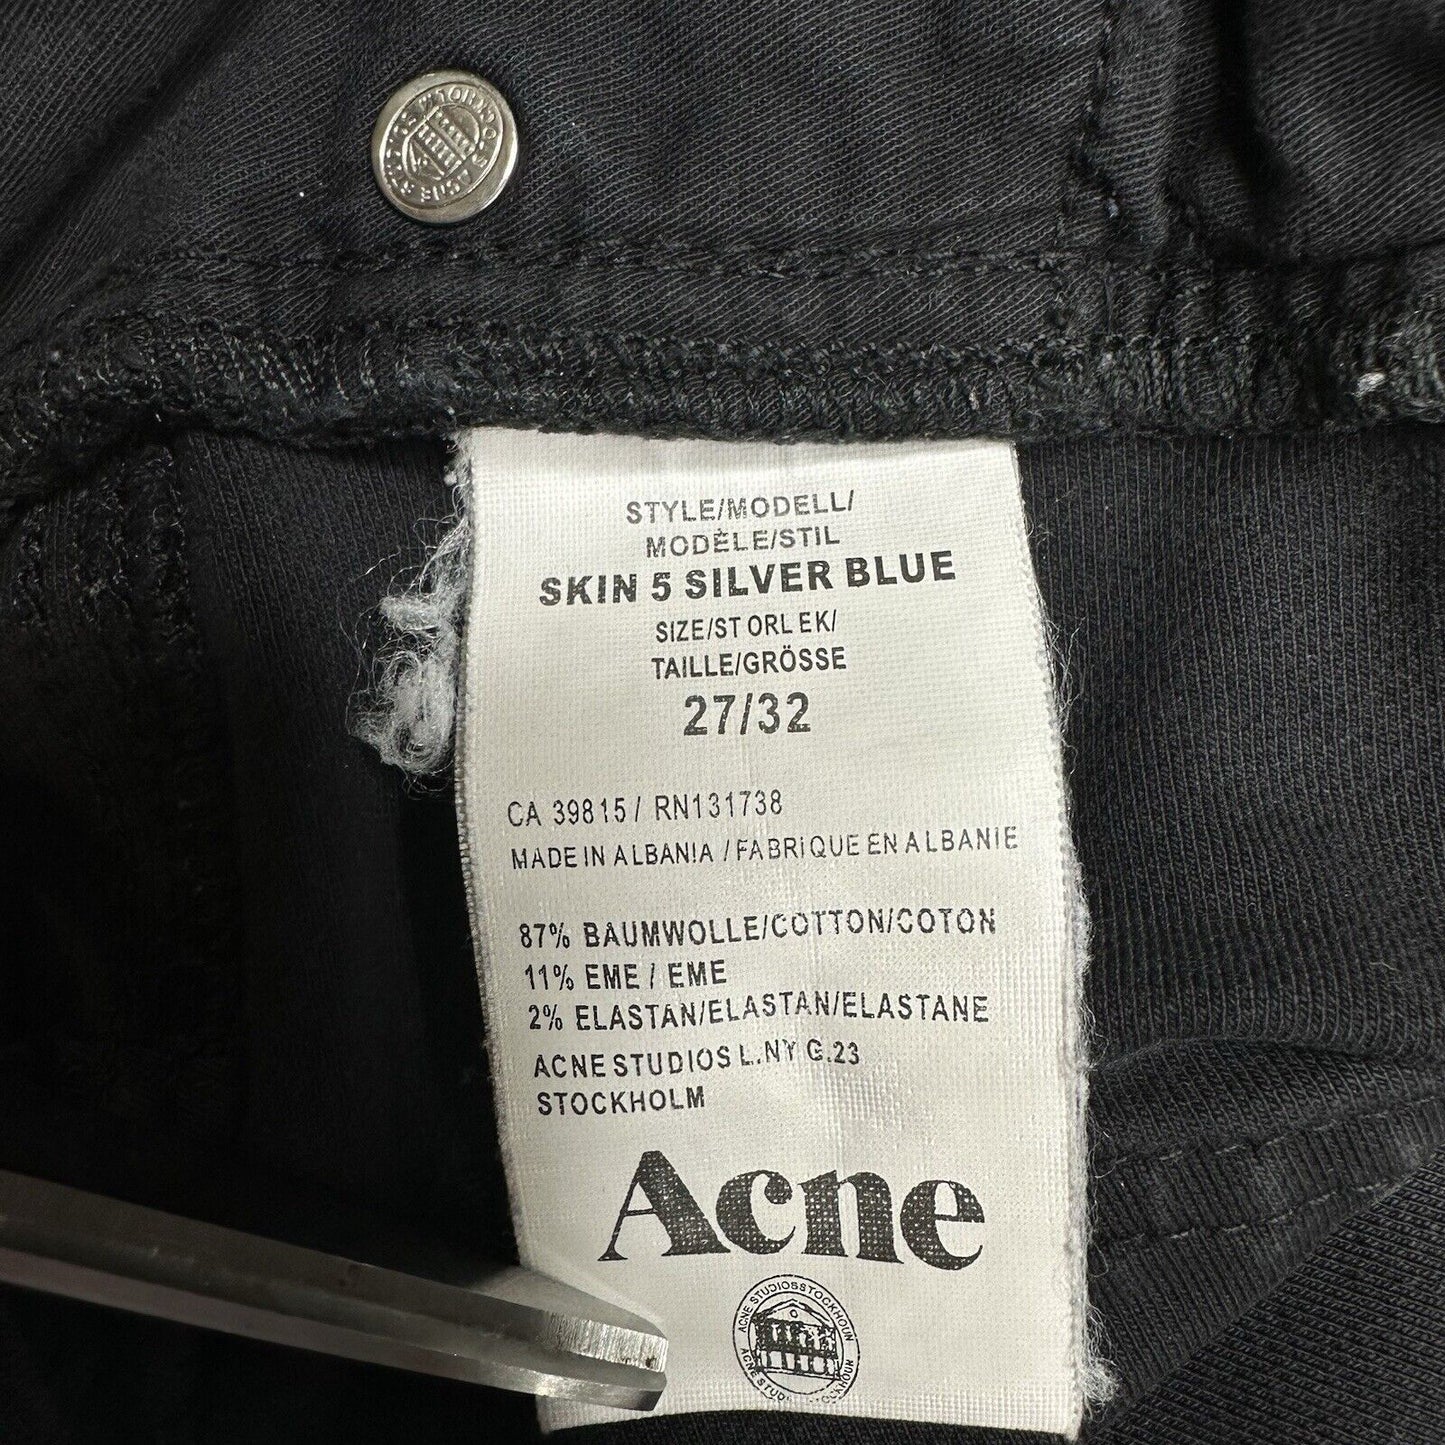 STYLE/MODELL/
MODÈLE/STIL
SKIN 5 SILVER BLUE
SIZE/ST ORL EK/
TAILLE/GRÖSSE
27/32
CA 39815/ RN131738
MADE IN ALBANIA / FABRIQUE EN ALBANIE
87% BAUMWOLLE/COTTON/COTON
11% EME / EME
2% ELASTAN/ELASTAN/ELASTANE
ACNE STUDIOS L.NY G.23
STOCKHOLM
Acne
ACNE STUDIOSSTOCKHOUN